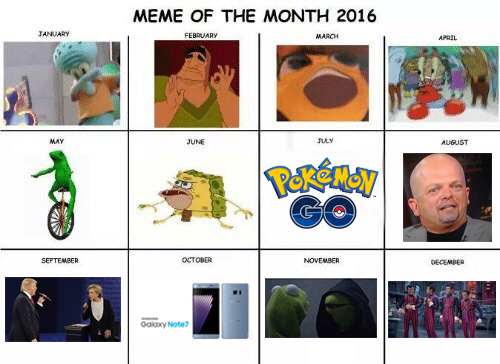 MEME OF THE MONTH 2016
JANUARY
FEBRUARY
MARCH
APRIL
MAY
JUNE
JULY
AUGUST
POKéMON
GO
SEPTEMBER
OCTOBER
NOVEMBER
DECEMBER
SAMSUNG
Galaxy Note7